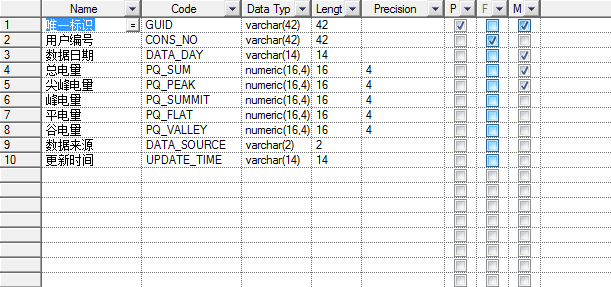 Name Code Data Typ Lengt Precision P F M
1 唯一标识 = GUID varchar(42) 42
2 用户编号 CONS_NO varchar(42) 42
3 数据日期 DATA_DAY varchar(14) 14
4 总电量 PQ_SUM numeric(16,4) 16 4
5 尖峰电量 PQ_PEAK numeric(16,4) 16 4
6 峰电量 PQ_SUMMIT numeric(16,4) 16 4
7 平电量 PQ_FLAT numeric(16,4) 16 4
8 谷电量 PQ_VALLEY numeric(16,4) 16 4
9 数据来源 DATA_SOURCE varchar(2) 2
10 更新时间 UPDATE_TIME varchar(14) 14